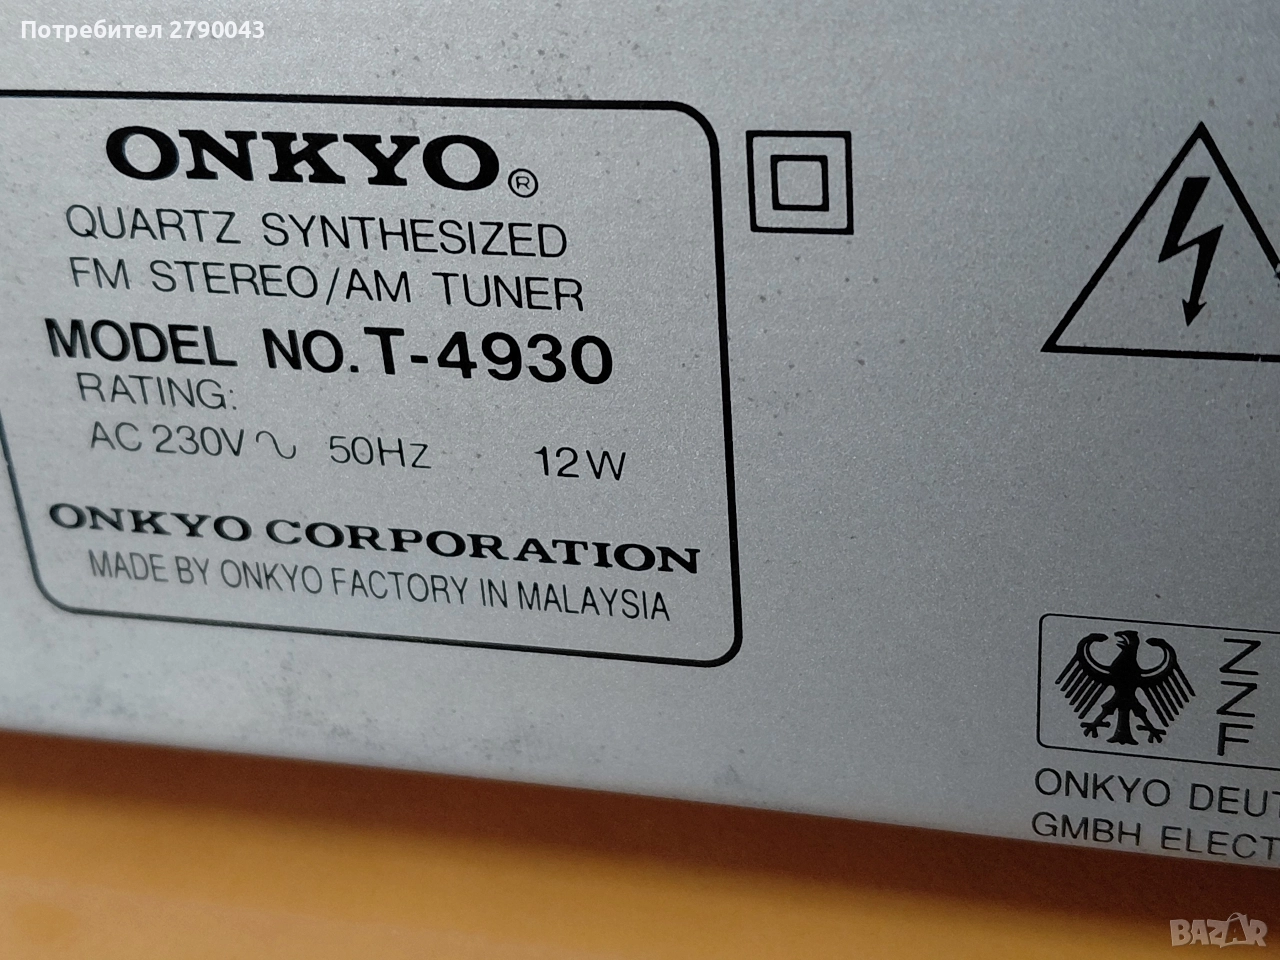 Потребител 2790043
ONKYO®
QUARTZ SYNTHESIZED
FM STEREO/AM TUNER
MODEL NO. T-4930
RATING:
AC 230V ∿ 50Hz 12W
ONKYO CORPORATION
MADE BY ONKYO FACTORY IN MALAYSIA
Z
Z
F
ONKYO DEUT
GMBH ELECT
BAZAR